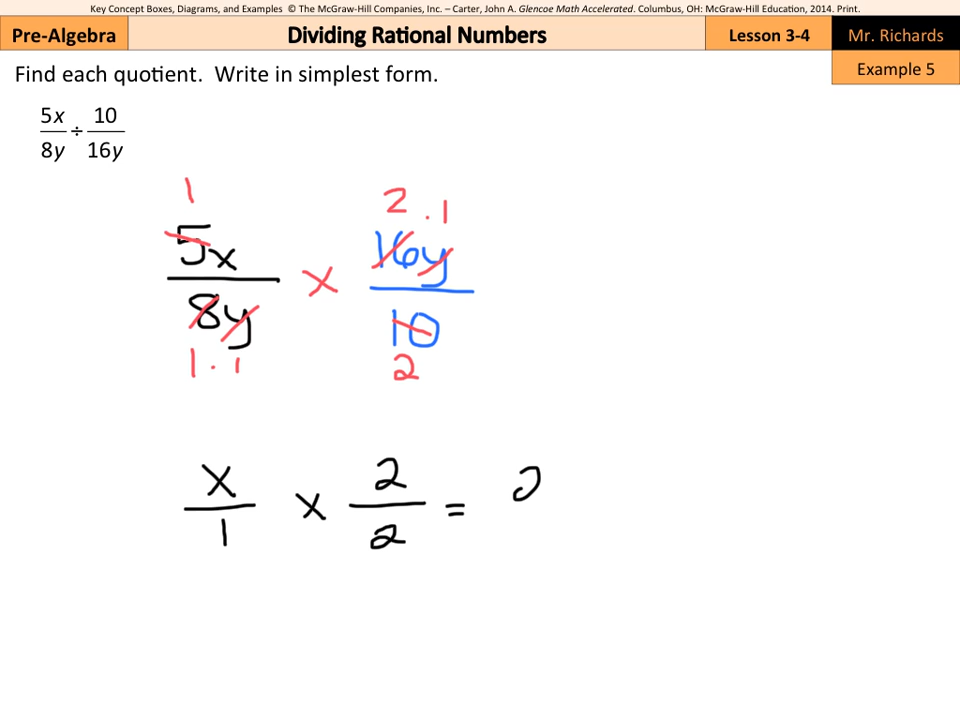 Key Concept Boxes, Diagrams, and Examples © The McGraw-Hill Companies, Inc. – Carter, John A. Glencoe Math Accelerated. Columbus, OH: McGraw-Hill Education, 2014. Print.
Pre-Algebra Dividing Rational Numbers Lesson 3-4 Mr. Richards
Example 5
Find each quotient. Write in simplest form.
5x 10
÷
8y 16y
1 2 . 1
5x 16y
x
8y 10
1 . 1 2
x 2 2
x =
1 2